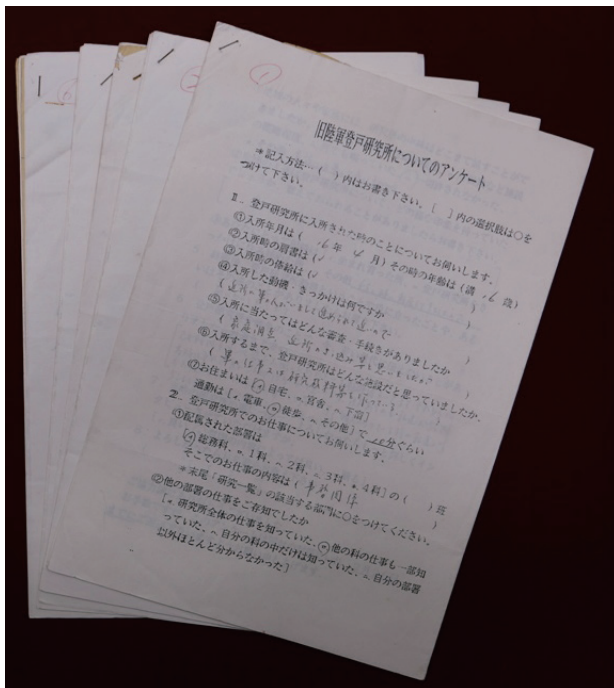 ①
②
⑥
旧陸軍登戸研究所についてのアンケート
*記入方法…( )内はお書き下さい。[ ]内の選択肢は○を
つけて下さい。
1. 登戸研究所に入所された時のことについてお伺いします。
①入所年月は( 16年 4月)その時の年齢は(満 16歳)
②入所時の肩書は(
③入所時の俸給は(
④入所した動機・きっかけは何ですか
⑤入所に当たってはどんな審査・手続きがありましたか
(家庭調査 近所の
⑥入所するまで、登戸研究所はどんな施設だと思っていましたか。
⑦お住まいは[イ 自宅、ロ 官舎、ハ 下宿]
通勤は[イ 電車、ロ 徒歩、ハ その他]で 20分ぐらい
2. 登戸研究所でのお仕事についてお伺いします。
①配属された部署は
[イ 総務科、ロ 1科、ハ 2科、ニ 3科、ホ 4科]の( )班
そこでのお仕事の内容は(事務関係 )
*末尾「研究一覧」の該当する部門に○をつけてください。
②他の部署の仕事をご存知でしたか
[イ 研究所全体の仕事を知っていた、ロ 他の科の仕事も一部知
っていた、ハ 自分の科の中だけは知っていた、ニ 自分の部署
以外ほとんど分からなかった]